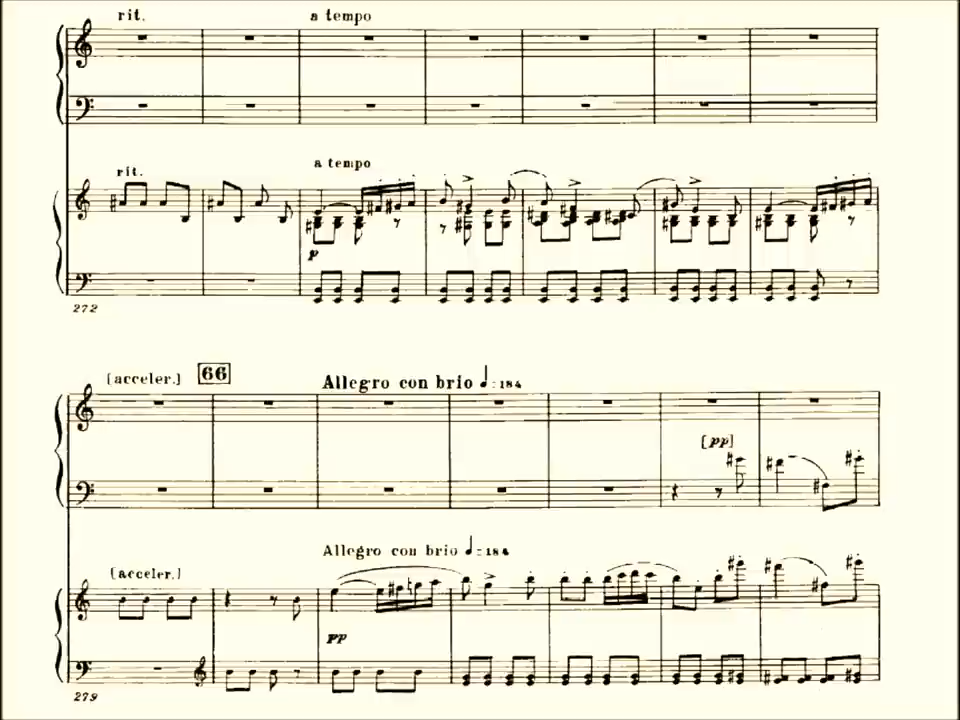 rit.
a tempo
rit.
a tempo
p
272
[acceler.]
66
Allegro con brio ♩=184
[pp]
Allegro con brio ♩=184
[acceler.]
pp
279